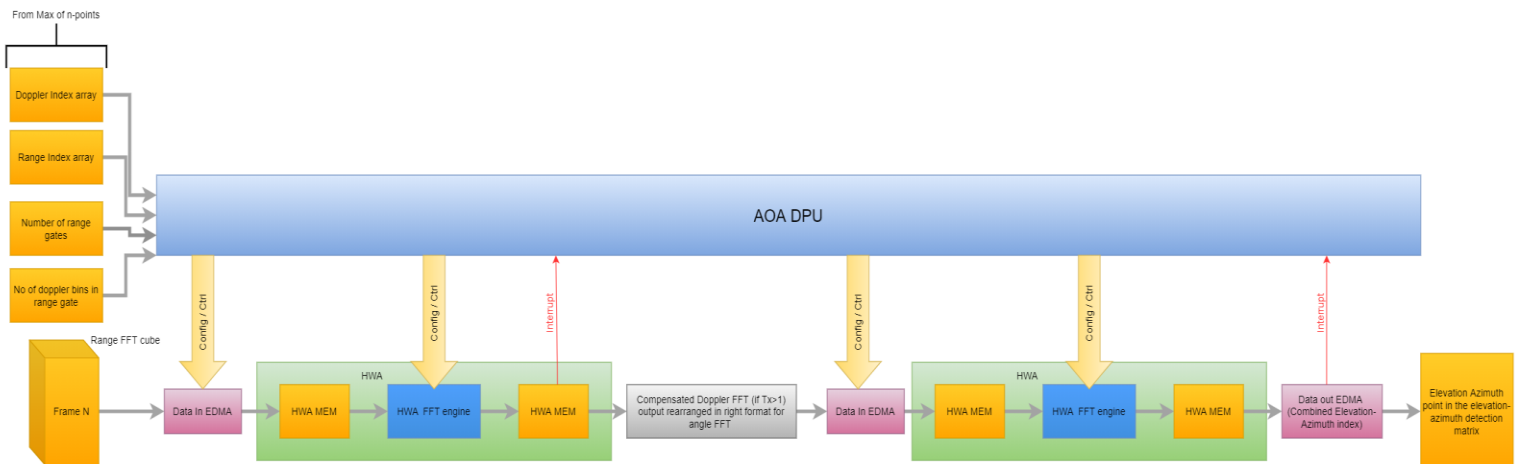 From Max of n-points
Doppler Index array
Range Index array
Number of range
gates
No of doppler bins in
range gate
AOA DPU
Config / Ctrl
Config / Ctrl
Interrupt
Config / Ctrl
Config / Ctrl
Interrupt
Range FFT cube
Frame N
Data In EDMA
HWA
HWA MEM
HWA FFT engine
HWA MEM
Compensated Doppler FFT (if Tx>1)
output rearranged in right format for
angle FFT
Data In EDMA
HWA
HWA MEM
HWA FFT engine
HWA MEM
Data out EDMA
(Combined Elevation-
Azimuth index)
Elevation Azimuth
point in the elevation-
azimuth detection
matrix